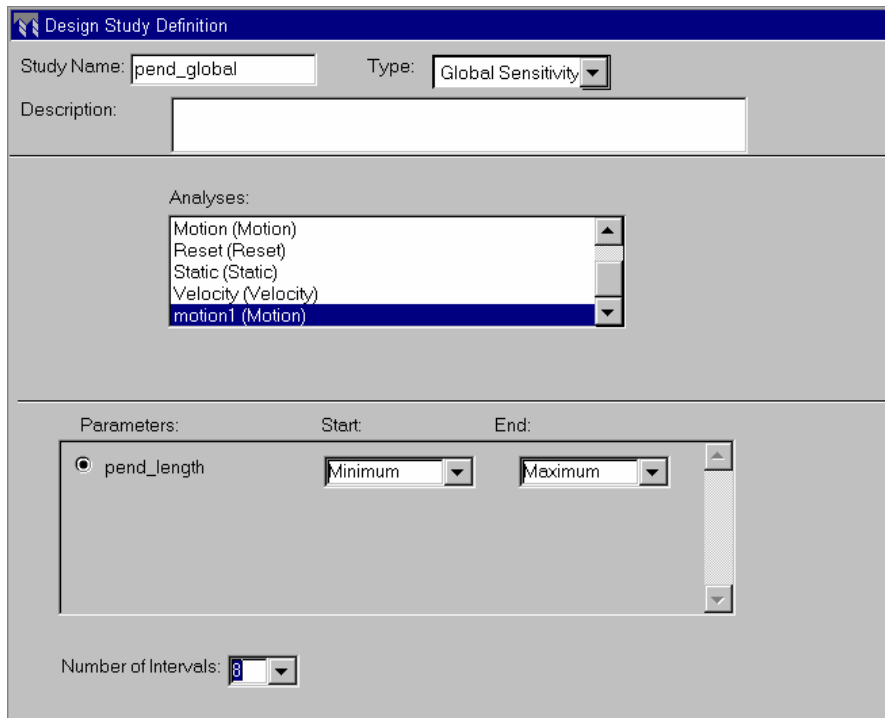 Design Study Definition
Study Name: pend_global Type: Global Sensitivity
Description:
Analyses:
Motion (Motion)
Reset (Reset)
Static (Static)
Velocity (Velocity)
motion1 (Motion)
Parameters: Start: End:
pend_length Minimum Maximum
Number of Intervals: 8